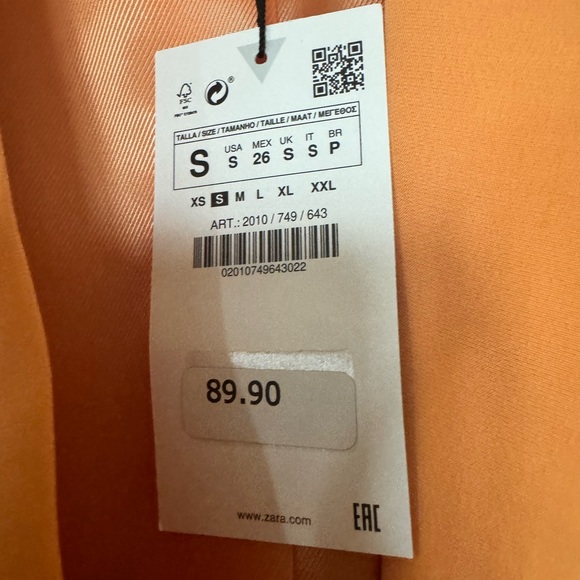 FSC
®
TALLA / SIZE / TAMANHO / TAILLE / MAAT / ΜΕΓΕΘΟΣ
S
USA MEX UK IT BR
S 26 S S P
XS S M L XL XXL
ART.: 2010 / 749 / 643
02010749643022
89.90
www.zara.com
EAC